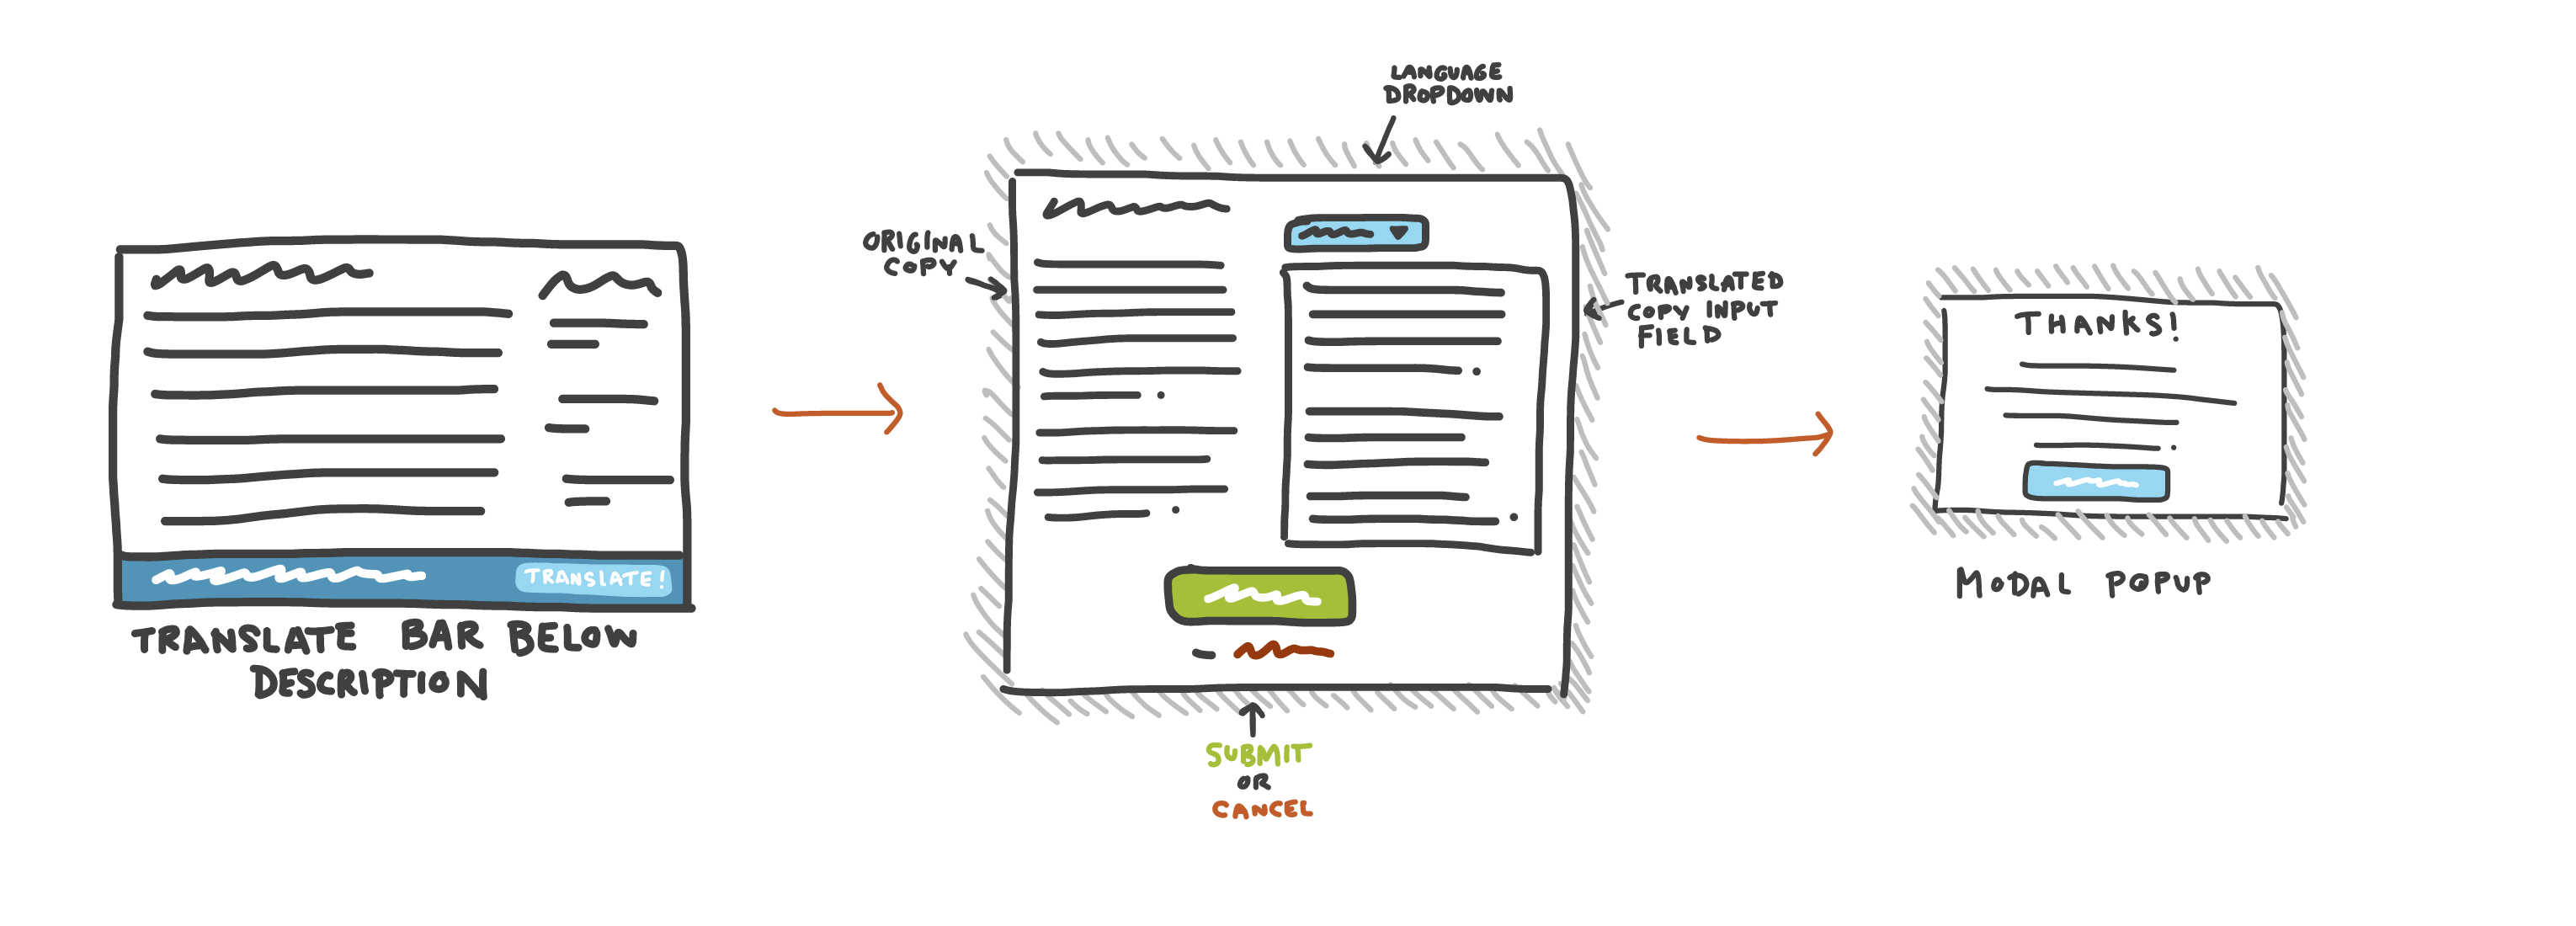 TRANSLATE!
TRANSLATE BAR BELOW
DESCRIPTION
LANGUAGE
DROPDOWN
ORIGINAL
COPY
TRANSLATED
COPY INPUT
FIELD
SUBMIT
OR
CANCEL
THANKS!
MODAL POPUP